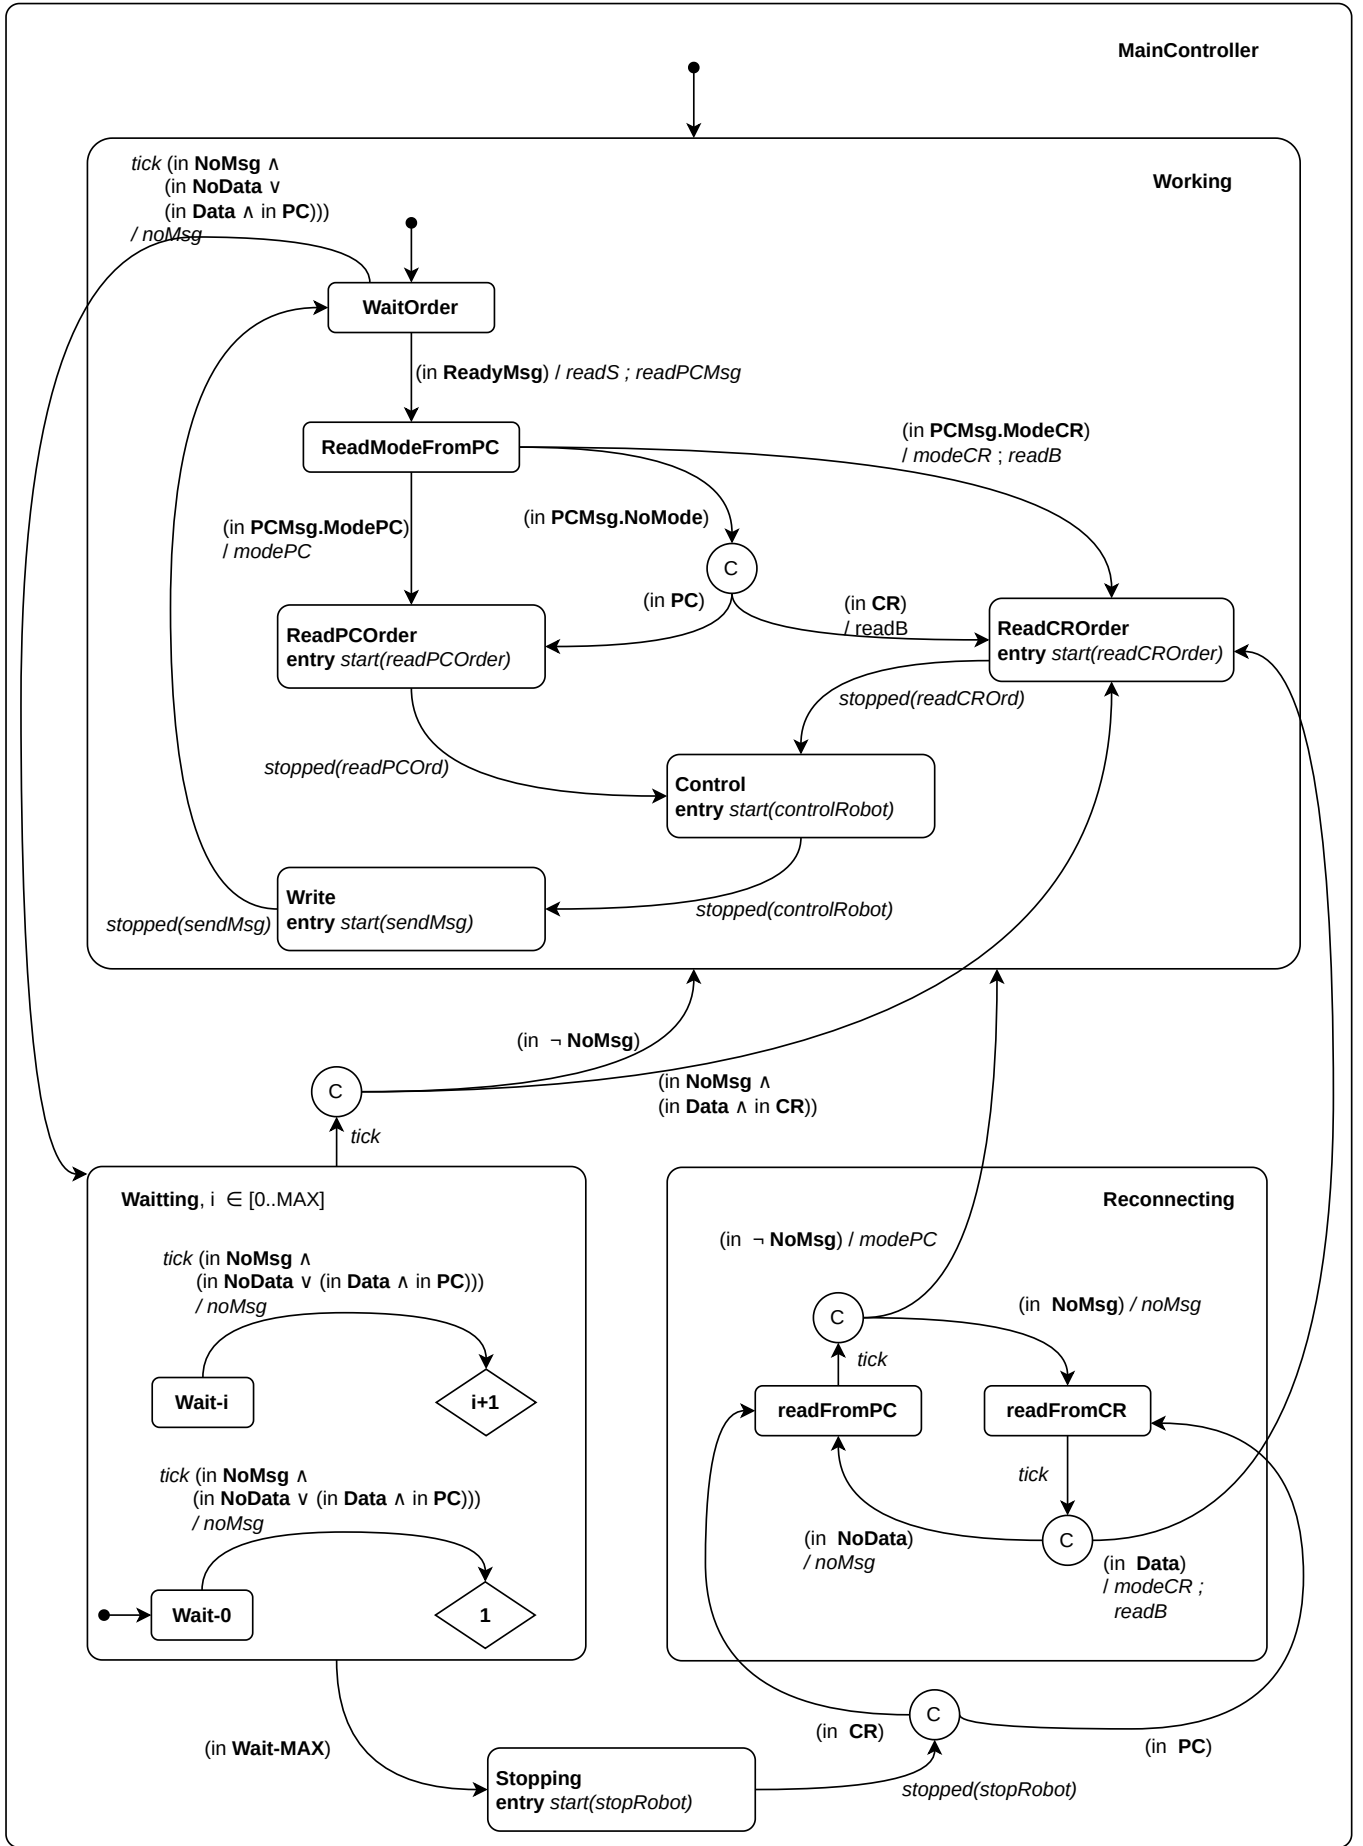 MainController
tick (in NoMsg ∧
(in NoData ∨
(in Data ∧ in PC)))
/ noMsg
Working
WaitOrder
(in ReadyMsg) / readS ; readPCMsg
ReadModeFromPC
(in PCMsg.ModeCR)
/ modeCR ; readB
(in PCMsg.ModePC)
/ modePC
(in PCMsg.NoMode)
C
(in PC)
(in CR)
/ readB
ReadPCOrder
entry start(readPCOrder)
ReadCROrder
entry start(readCROrder)
stopped(readCROrd)
stopped(readPCOrd)
Control
entry start(controlRobot)
Write
entry start(sendMsg)
stopped(sendMsg)
stopped(controlRobot)
(in ¬ NoMsg)
C
(in NoMsg ∧
(in Data ∧ in CR))
tick
Waitting, i ∈ [0..MAX]
tick (in NoMsg ∧
(in NoData ∨ (in Data ∧ in PC)))
/ noMsg
Wait-i
i+1
tick (in NoMsg ∧
(in NoData ∨ (in Data ∧ in PC)))
/ noMsg
Wait-0
1
Reconnecting
(in ¬ NoMsg) / modePC
C
(in NoMsg) / noMsg
tick
readFromPC
readFromCR
tick
C
(in NoData)
/ noMsg
(in Data)
/ modeCR ;
readB
(in Wait-MAX)
C
(in CR)
(in PC)
Stopping
entry start(stopRobot)
stopped(stopRobot)